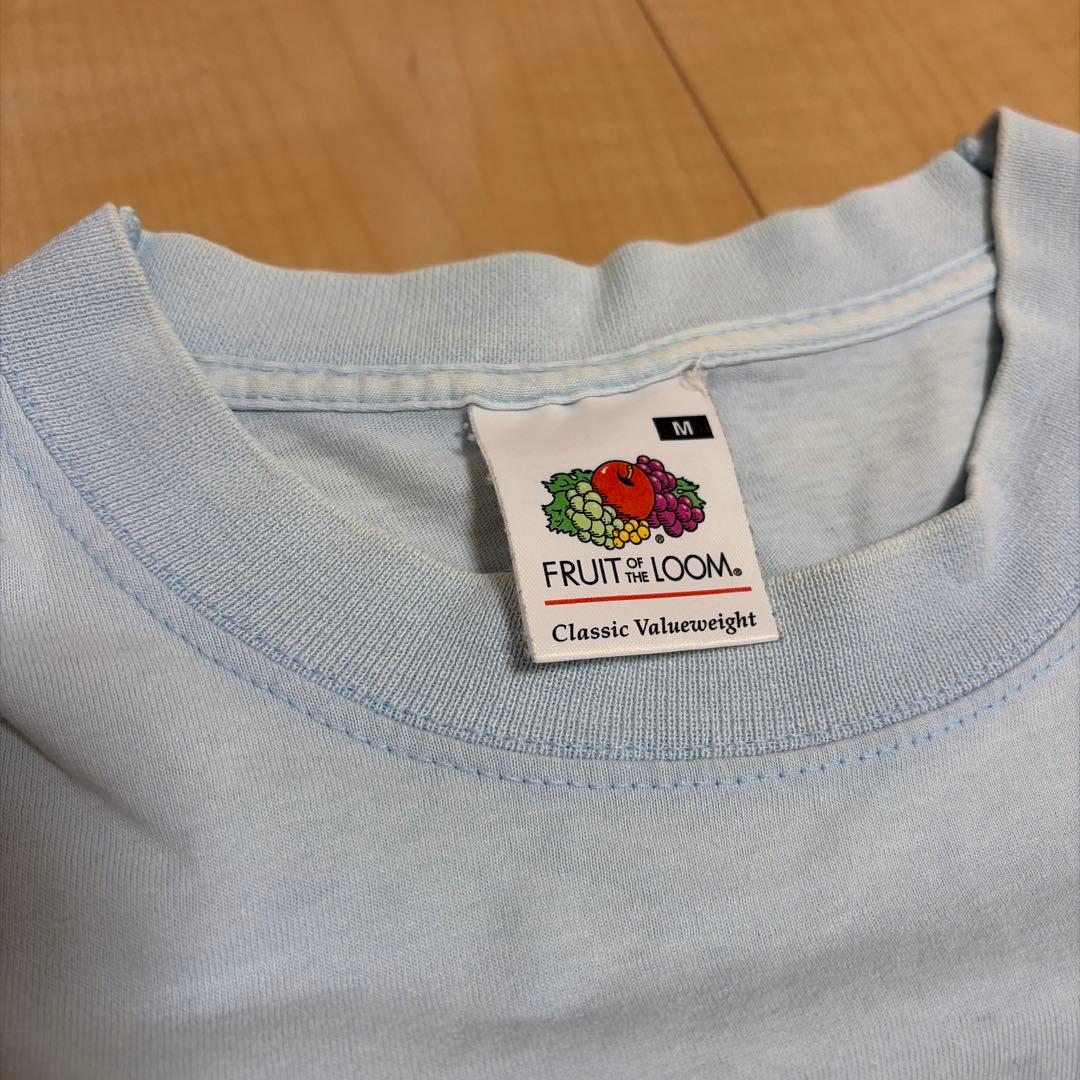 M
FRUIT OF THE LOOM®
Classic Valueweight